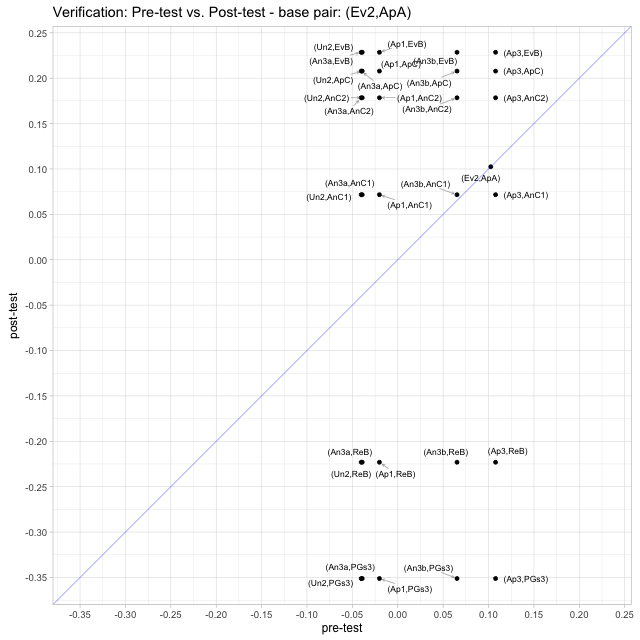 Verification: Pre-test vs. Post-test - base pair: (Ev2,ApA)
0.25
(Un2,EvB) (Ap1,EvB) (Ap3,EvB)
(An3a,EvB) (Ap1,ApC) (An3b,EvB)
(Ap3,ApC)
0.20
(Un2,ApC) (An3a,ApC) (An3b,ApC)
(Un2,AnC2) (Ap1,AnC2) (Ap3,AnC2)
(An3a,AnC2) (An3b,AnC2)
0.15
0.10
(Ev2,ApA)
(An3a,AnC1) (An3b,AnC1)
(Un2,AnC1) (Ap3,AnC1)
(Ap1,AnC1)
0.05
0.00
-0.05
-0.10
-0.15
-0.20
(An3a,ReB) (An3b,ReB) (Ap3,ReB)
(Un2,ReB) (Ap1,ReB)
-0.25
-0.30
(An3a,PGs3) (An3b,PGs3)
-0.35
(Un2,PGs3) (Ap3,PGs3)
(Ap1,PGs3)
post-test
-0.35 -0.30 -0.25 -0.20 -0.15 -0.10 -0.05 0.00 0.05 0.10 0.15 0.20 0.25
pre-test